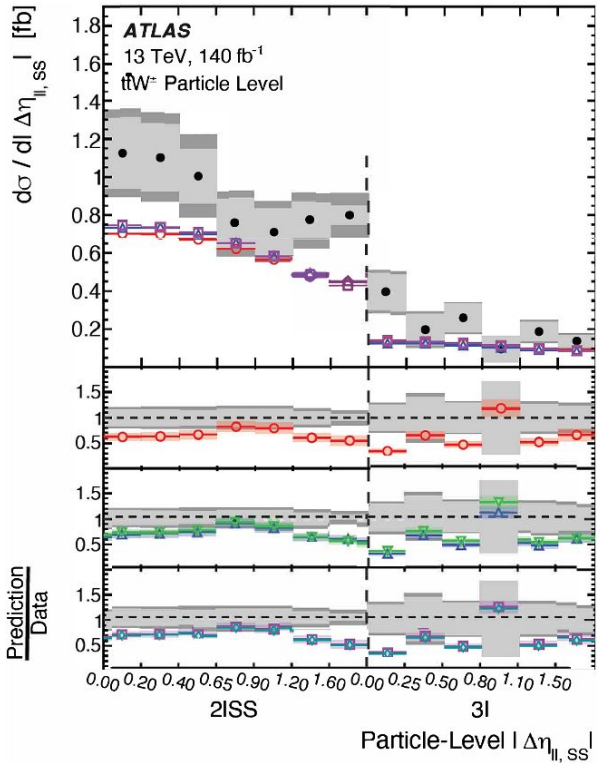 dσ / dl Δη_ll, SS | [fb]
ATLAS
13 TeV, 140 fb⁻¹
tt̄W± Particle Level
1.8
1.6
1.4
1.2
1
0.8
0.6
0.4
0.2
1.5
1
0.5
1.5
1
0.5
1.5
1
0.5
Prediction
Data
0.00 0.20 0.40 0.65 0.90 1.20 1.60 0.00 0.25 0.50 0.80 1.10 1.50
2lSS 3l
Particle-Level | Δη_ll, SS|